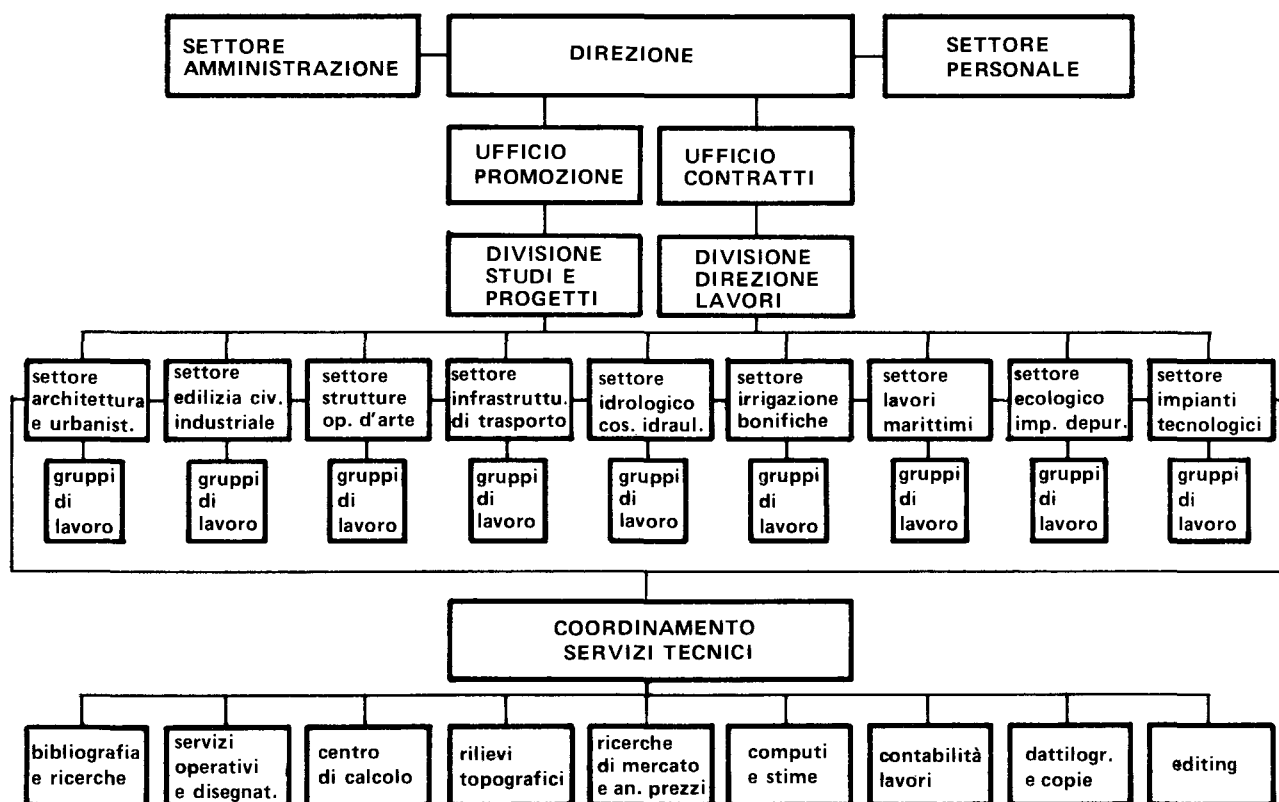 SETTORE
AMMINISTRAZIONE
DIREZIONE
SETTORE
PERSONALE
UFFICIO
PROMOZIONE
UFFICIO
CONTRATTI
DIVISIONE
STUDI E
PROGETTI
DIVISIONE
DIREZIONE
LAVORI
settore
architettura
e urbanist.
settore
edilizia civ.
industriale
settore
strutture
op. d'arte
settore
infrastruttu.
di trasporto
settore
idrologico
cos. idraul.
settore
irrigazione
bonifiche
settore
lavori
marittimi
settore
ecologico
imp. depur.
settore
impianti
tecnologici
gruppi
di
lavoro
gruppi
di
lavoro
gruppi
di
lavoro
gruppi
di
lavoro
gruppi
di
lavoro
gruppi
di
lavoro
gruppi
di
lavoro
gruppi
di
lavoro
gruppi
di
lavoro
COORDINAMENTO
SERVIZI TECNICI
bibliografia
e ricerche
servizi
operativi
e disegnat.
centro
di calcolo
rilievi
topografici
ricerche
di mercato
e an. prezzi
computi
e stime
contabilità
lavori
dattilogr.
e copie
editing